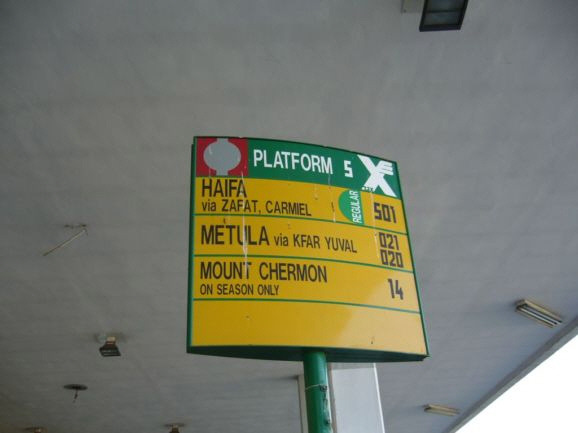 PLATFORM 5
HAIFA
via ZAFAT, CARMIEL REGULAR 501
METULA via KFAR YUVAL 021
020
MOUNT CHERMON
ON SEASON ONLY 14